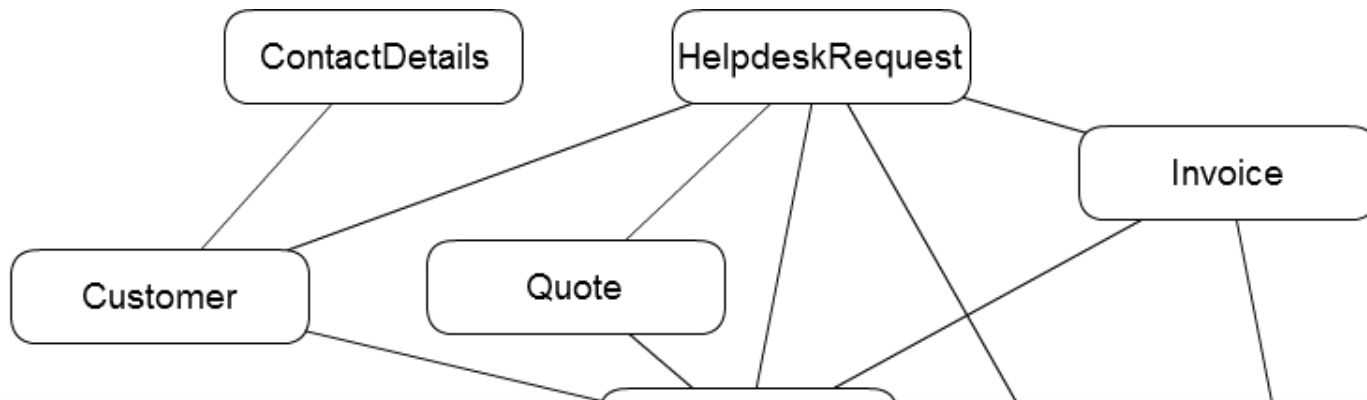 ContactDetails
HelpdeskRequest
Invoice
Customer
Quote